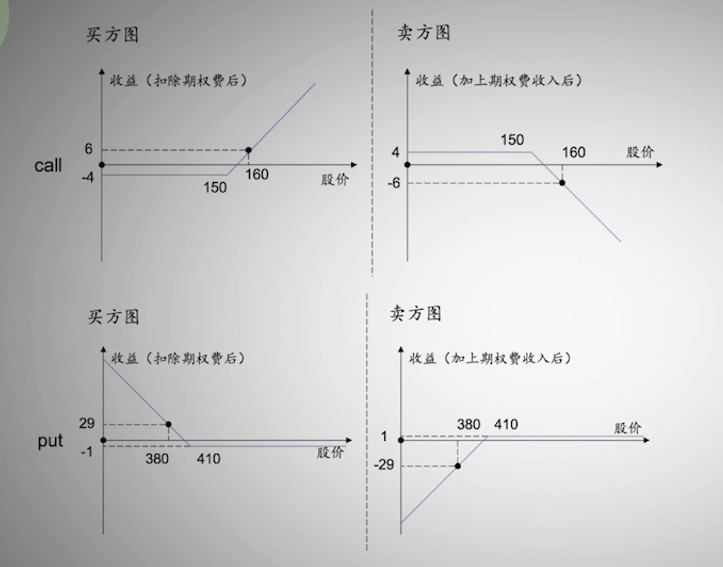 买方图
收益（扣除期权费后）
6
call
-4
150
160
股价
卖方图
收益（加上期权费收入后）
4
150
160
股价
-6
买方图
收益（扣除期权费后）
29
put
-1
380
410
股价
卖方图
收益（加上期权费收入后）
380
410
股价
1
-29